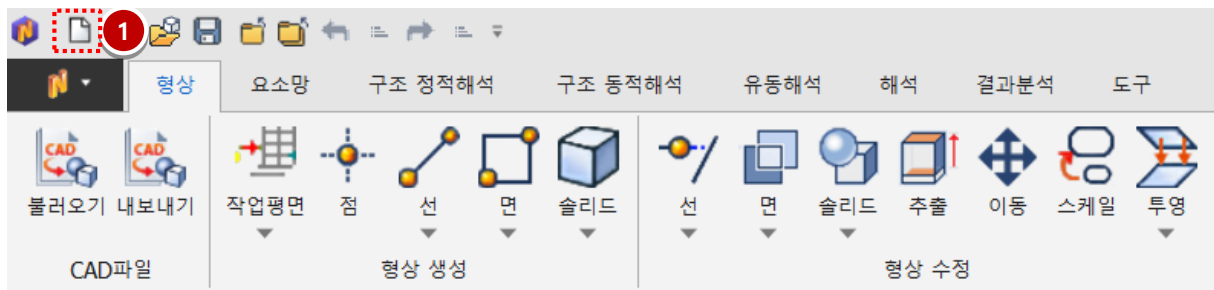 1
형상 요소망 구조 정적해석 구조 동적해석 유동해석 해석 결과분석 도구
CAD CAD
불러오기 내보내기 작업평면 점 선 면 솔리드 선 면 솔리드 추출 이동 스케일 투영
CAD파일 형상 생성 형상 수정